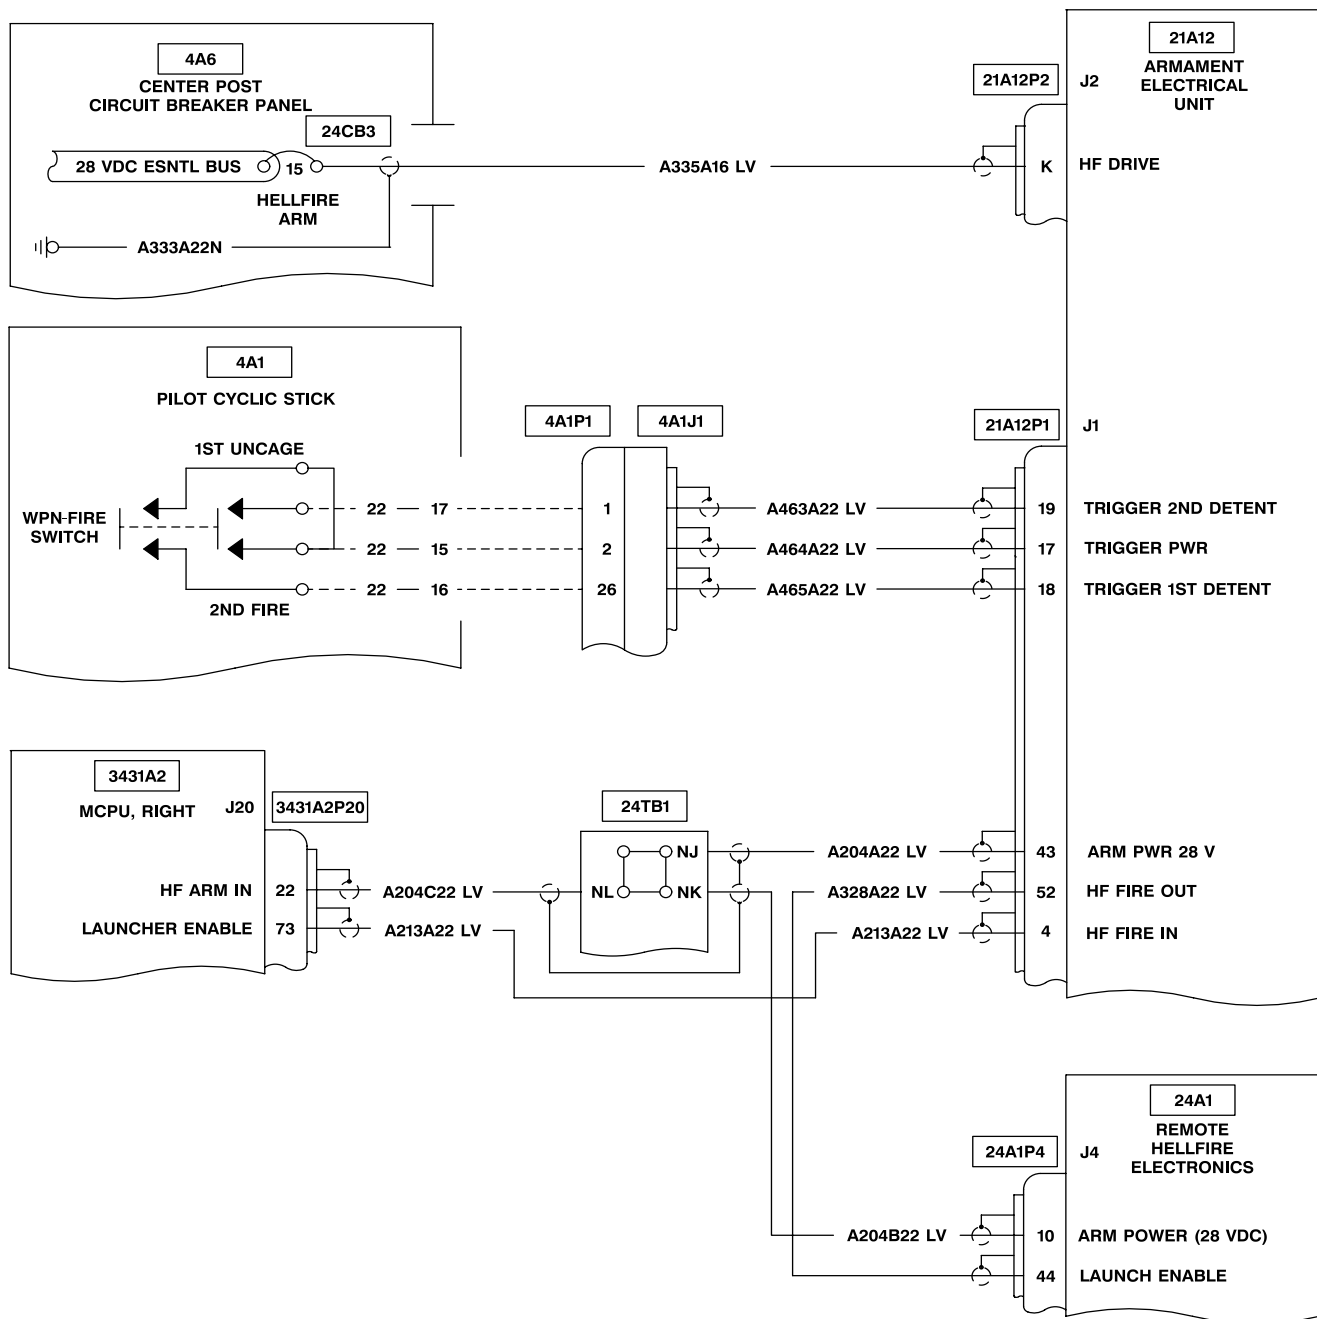 4A6
CENTER POST
CIRCUIT BREAKER PANEL
24CB3
28 VDC ESNTL BUS
15
HELLFIRE
ARM
A333A22N
A335A16 LV
21A12P2
J2
21A12
ARMAMENT
ELECTRICAL
UNIT
K
HF DRIVE
4A1
PILOT CYCLIC STICK
1ST UNCAGE
WPN-FIRE
SWITCH
2ND FIRE
22
17
22
15
22
16
4A1P1
4A1J1
1
2
26
A463A22 LV
A464A22 LV
A465A22 LV
21A12P1
J1
19
TRIGGER 2ND DETENT
17
TRIGGER PWR
18
TRIGGER 1ST DETENT
3431A2
MCPU, RIGHT
J20
3431A2P20
HF ARM IN
22
A204C22 LV
LAUNCHER ENABLE
73
A213A22 LV
24TB1
NJ
NL
NK
A204A22 LV
43
ARM PWR 28 V
A328A22 LV
52
HF FIRE OUT
A213A22 LV
4
HF FIRE IN
24A1
REMOTE
HELLFIRE
ELECTRONICS
24A1P4
J4
A204B22 LV
10
ARM POWER (28 VDC)
44
LAUNCH ENABLE